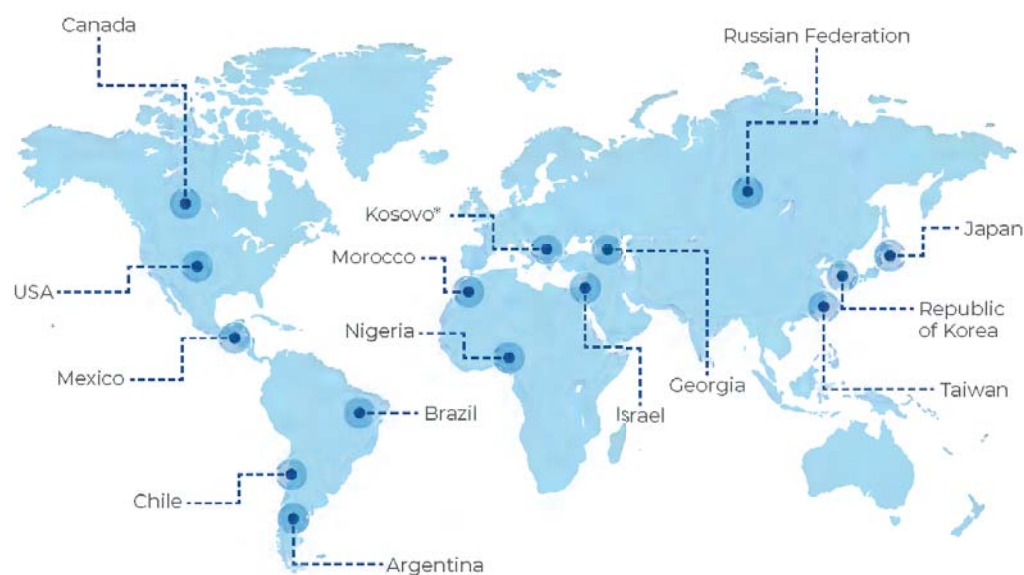 Canada
Russian Federation
Kosovo*
Japan
Morocco
USA
Republic
of Korea
Nigeria
Mexico
Georgia
Taiwan
Brazil
Israel
Chile
Argentina